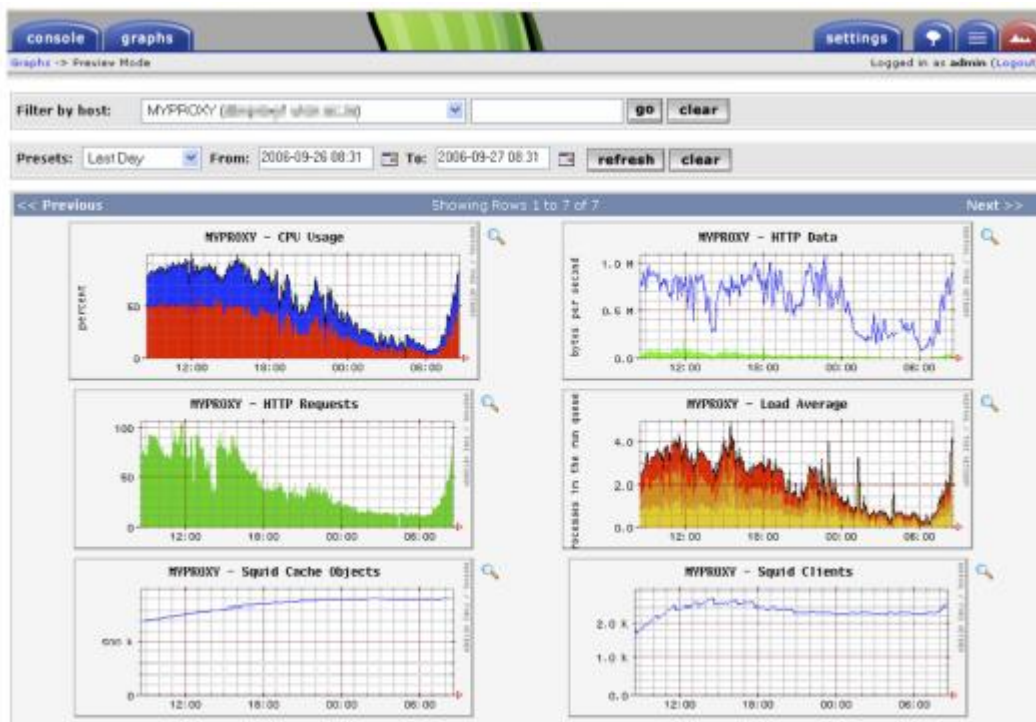 console graphs settings
Graphs -> Preview Mode Logged in as admin (Logout
Filter by host: MYPROXY ( go clear
Presets: Last Day From: 2006-09-26 08:31 To: 2006-09-27 08:31 refresh clear
<< Previous Showing Rows 1 to 7 of 7 Next >>
MYPROXY - CPU Usage
percent
50
0
12:00 18:00 00:00 06:00
MYPROXY - HTTP Data
bytes per second
1.0 M
0.5 M
0.0
12:00 18:00 00:00 06:00
MYPROXY - HTTP Requests
100
50
0
12:00 18:00 00:00 06:00
MYPROXY - Load Average
rocesses in the run queue
4.0
2.0
0.0
12:00 18:00 00:00 06:00
MYPROXY - Squid Cache Objects
500 k
0
12:00 18:00 00:00 06:00
MYPROXY - Squid Clients
2.0 k
1.0 k
0.0
12:00 18:00 00:00 06:00